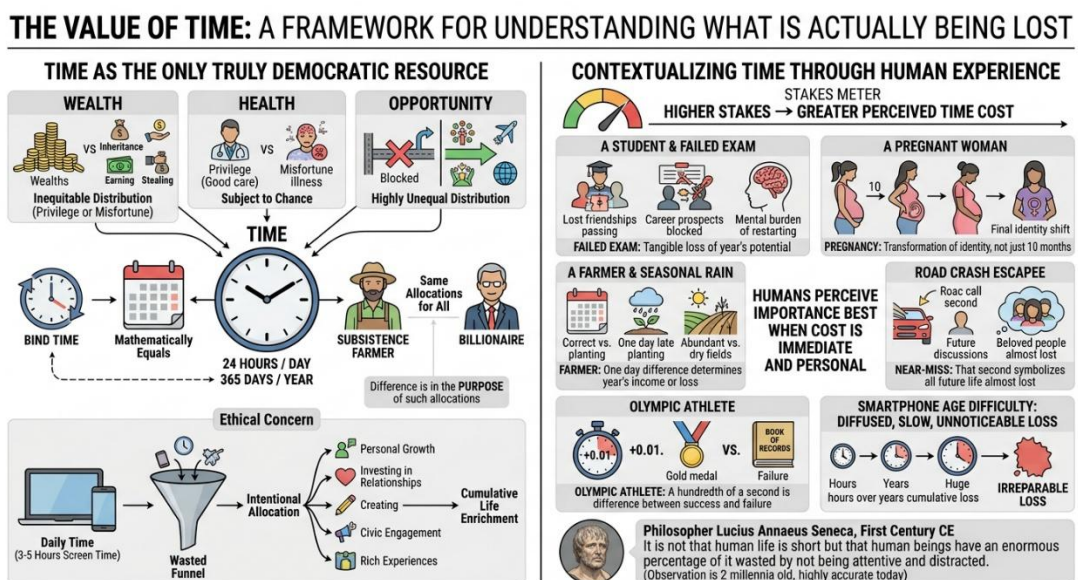 THE VALUE OF TIME: A FRAMEWORK FOR UNDERSTANDING WHAT IS ACTUALLY BEING LOST
TIME AS THE ONLY TRULY DEMOCRATIC RESOURCE
WEALTH
Wealths
VS
Inheritance
Earning
Stealing
Inequitable Distribution
(Privilege or Misfortune)
HEALTH
Privilege
(Good care)
VS
Misfortune
illness
Subject to Chance
OPPORTUNITY
Blocked
Highly Unequal Distribution
TIME
BIND TIME
Mathematically
Equals
24 HOURS / DAY
365 DAYS / YEAR
SUBSISTENCE
FARMER
Same
Allocations
for All
BILLIONAIRE
Difference is in the PURPOSE
of such allocations
Ethical Concern
Daily Time
(3-5 Hours Screen Time)
Wasted
Funnel
Intentional
Allocation
Personal Growth
Investing in
Relationships
Creating
Civic Engagement
Rich Experiences
Cumulative
Life
Enrichment
CONTEXTUALIZING TIME THROUGH HUMAN EXPERIENCE
STAKES METER
HIGHER STAKES → GREATER PERCEIVED TIME COST
A STUDENT & FAILED EXAM
Lost friendships
passing
Career prospects
blocked
Mental burden
of restarting
FAILED EXAM: Tangible loss of year's potential
A PREGNANT WOMAN
10
Final identity shift
PREGNANCY: Transformation of identity, not just 10 months
A FARMER & SEASONAL RAIN
Correct vs.
planting
One day late
planting
Abundant vs.
dry fields
FARMER: One day difference determines
year's income or loss
HUMANS PERCEIVE
IMPORTANCE BEST
WHEN COST IS
IMMEDIATE
AND PERSONAL
ROAD CRASH ESCAPEE
Roac call
second
Future
discussions
Beloved people
almost lost
NEAR-MISS: That second symbolizes
all future life almost lost
OLYMPIC ATHLETE
+0.01
+0.01.
Gold medal
VS.
BOOK
OF
RECORDS
Failure
OLYMPIC ATHLETE: A hundredth of a second is
difference between success and failure
SMARTPHONE AGE DIFFICULTY:
DIFFUSED, SLOW, UNNOTICEABLE LOSS
Hours
Years
Huge
hours over years cumulative loss
IRREPARABLE
LOSS
Philosopher Lucius Annaeus Seneca, First Century CE
It is not that human life is short but that human beings have an enormous
percentage of it wasted by not being attentive and distracted.
(Observation is 2 millennia old, highly accurate today)